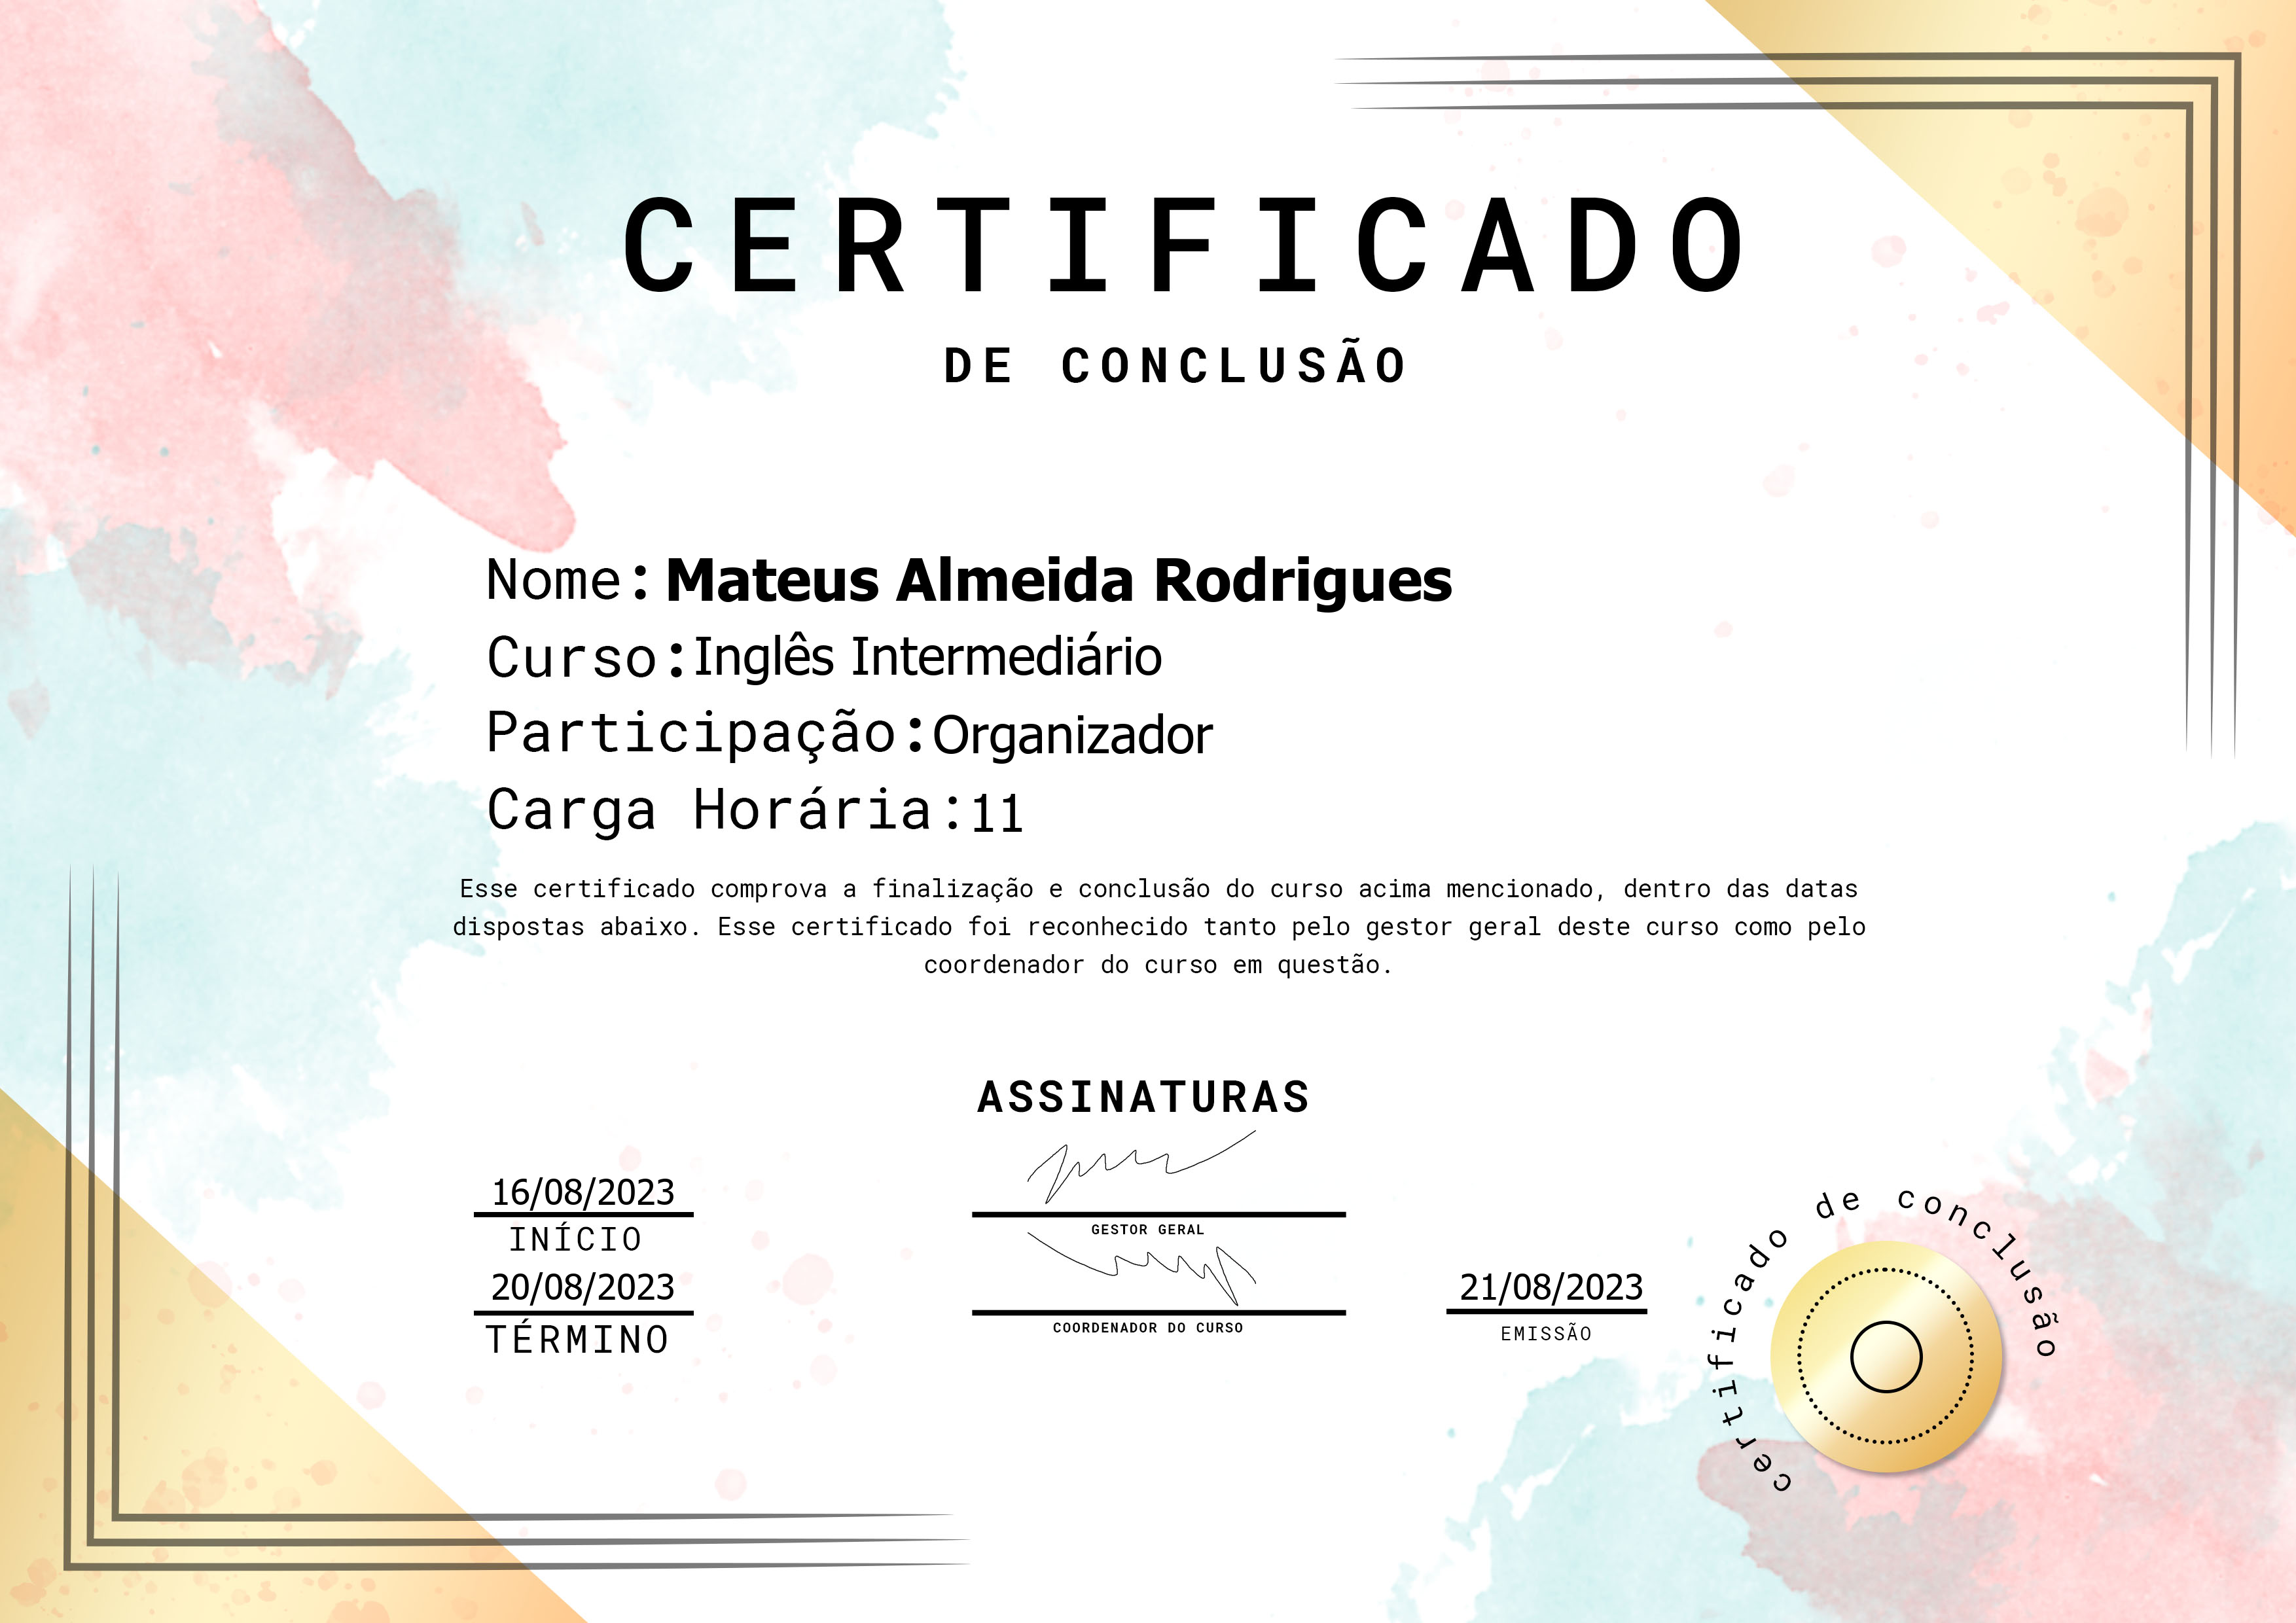 CERTIFICADO
DE CONCLUSÃO
Nome: Mateus Almeida Rodrigues
Curso:Inglês Intermediário
Participação:Organizador
Carga Horária:11
Esse certificado comprova a finalização e conclusão do curso acima mencionado, dentro das datas
dispostas abaixo. Esse certificado foi reconhecido tanto pelo gestor geral deste curso como pelo
coordenador do curso em questão.
ASSINATURAS
16/08/2023
INÍCIO
20/08/2023
TÉRMINO
GESTOR GERAL
COORDENADOR DO CURSO
21/08/2023
EMISSÃO
certificado de conclusão